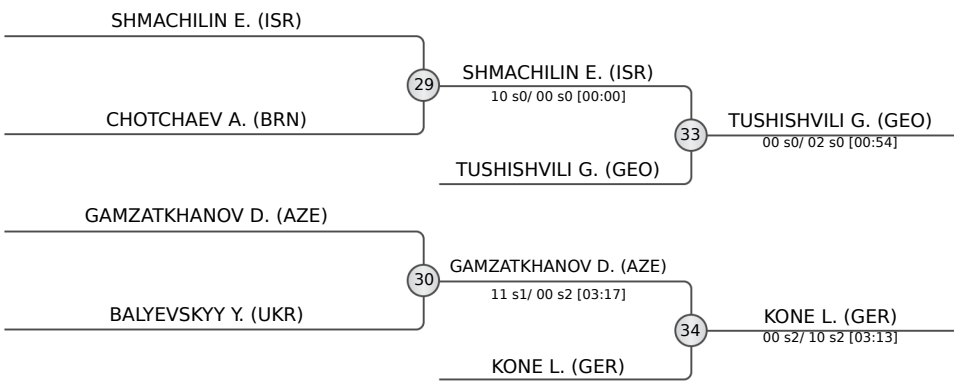 SHMACHILIN E. (ISR)
29
SHMACHILIN E. (ISR)
10 s0/ 00 s0 [00:00]
CHOTCHAEV A. (BRN)
33
TUSHISHVILI G. (GEO)
00 s0/ 02 s0 [00:54]
TUSHISHVILI G. (GEO)
GAMZATKHANOV D. (AZE)
30
GAMZATKHANOV D. (AZE)
11 s1/ 00 s2 [03:17]
BALYEVSKYY Y. (UKR)
34
KONE L. (GER)
00 s2/ 10 s2 [03:13]
KONE L. (GER)